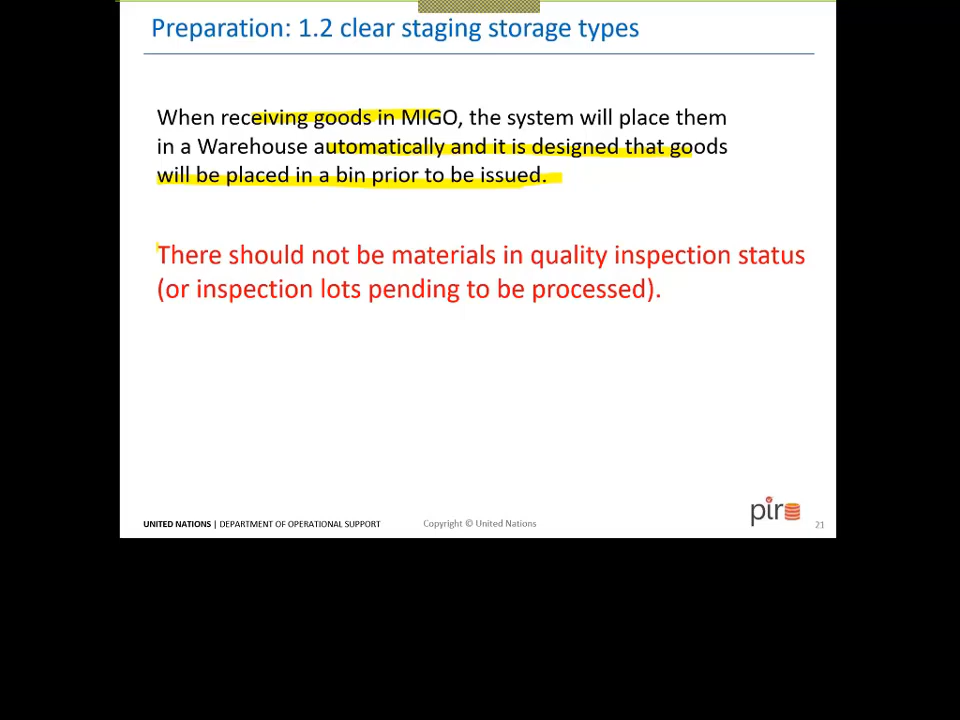 Preparation: 1.2 clear staging storage types
When receiving goods in MIGO, the system will place them
in a Warehouse automatically and it is designed that goods
will be placed in a bin prior to be issued.
There should not be materials in quality inspection status
(or inspection lots pending to be processed).
UNITED NATIONS | DEPARTMENT OF OPERATIONAL SUPPORT
Copyright © United Nations
pir
21